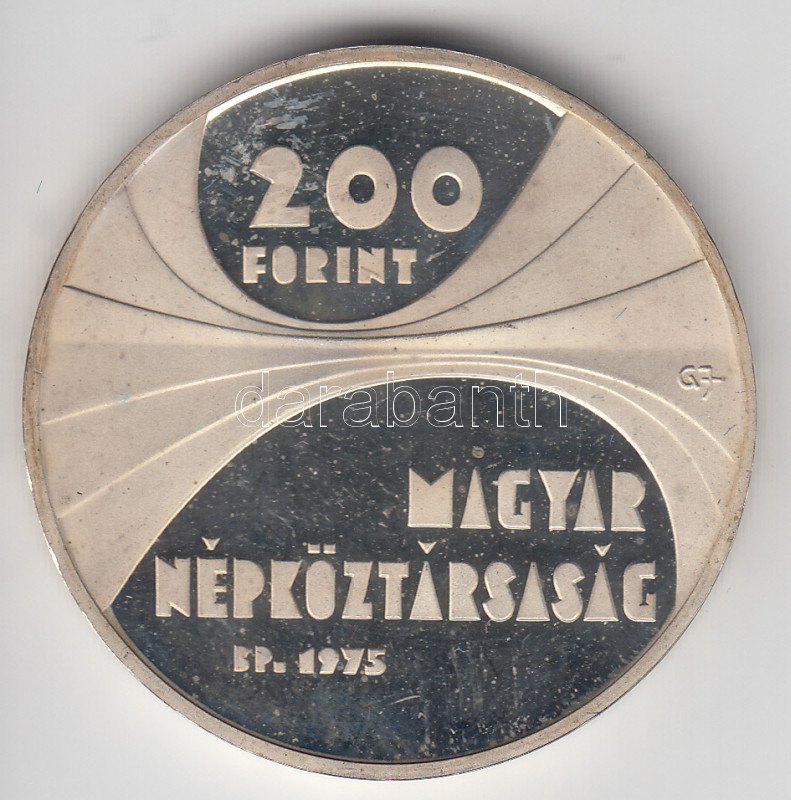 200
FORINT
darabanth
MAGYAR
NÉPKÖZTÁRSASÁG
BP. 1975